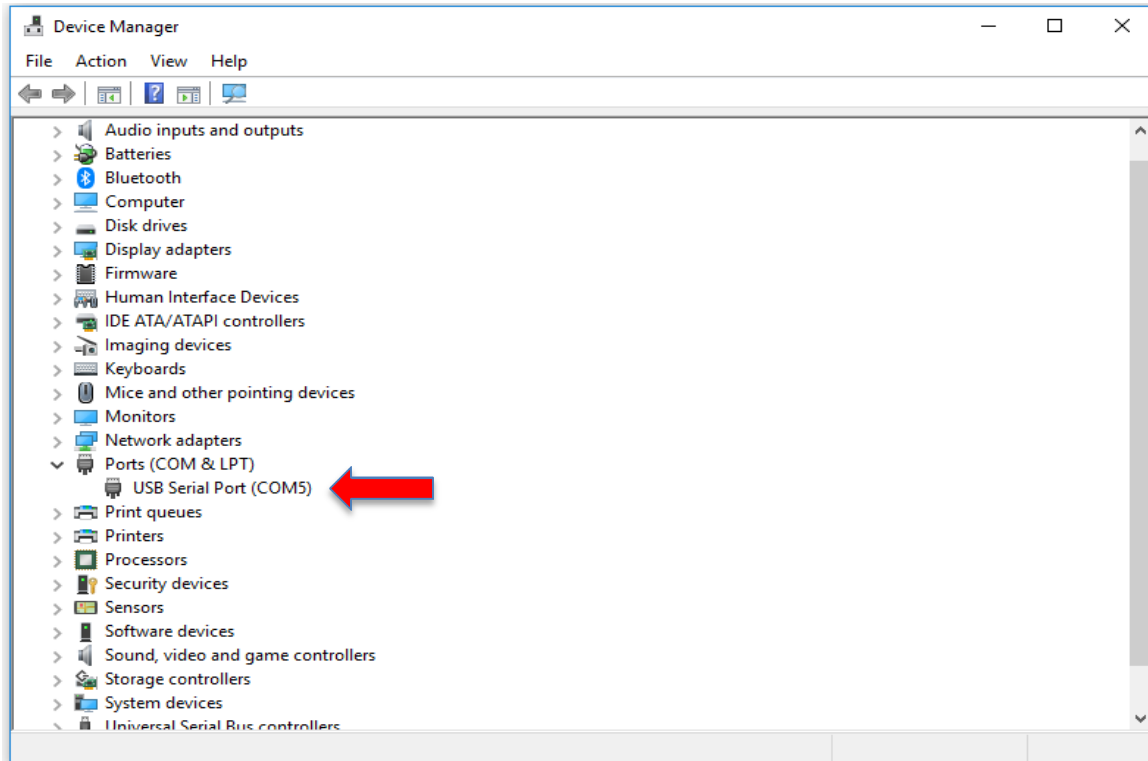 Device Manager
File Action View Help
Audio inputs and outputs
Batteries
Bluetooth
Computer
Disk drives
Display adapters
Firmware
Human Interface Devices
IDE ATA/ATAPI controllers
Imaging devices
Keyboards
Mice and other pointing devices
Monitors
Network adapters
Ports (COM & LPT)
USB Serial Port (COM5)
Print queues
Printers
Processors
Security devices
Sensors
Software devices
Sound, video and game controllers
Storage controllers
System devices
Universal Serial Bus controllers